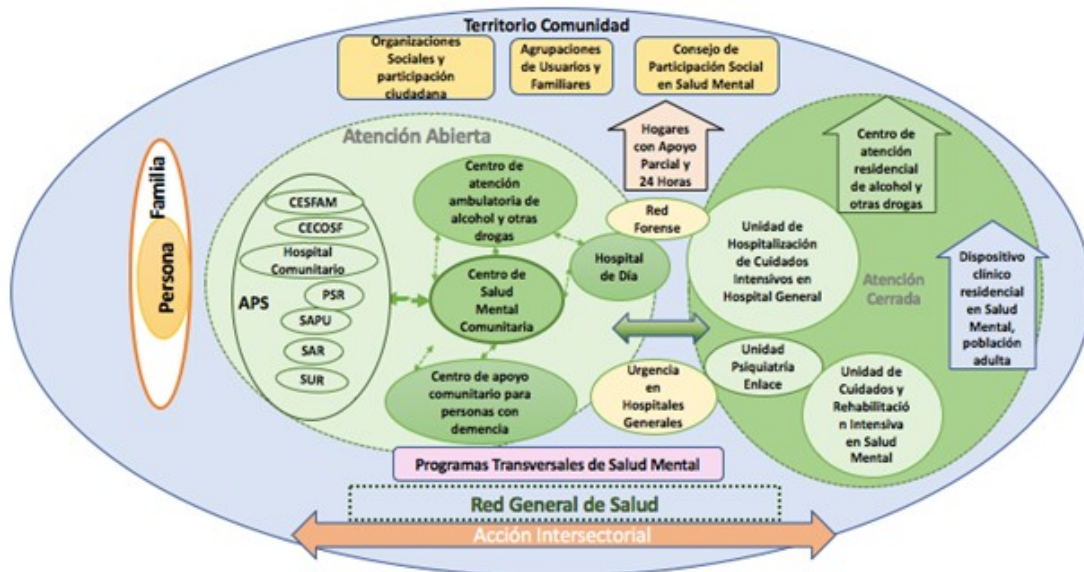 Territorio Comunidad
Organizaciones
Sociales y
participación
ciudadana
Agrupaciones
de Usuarios y
Familiares
Consejo de
Participación Social
en Salud Mental
Familia
Persona
Atención Abierta
APS
CESFAM
CECOSF
Hospital
Comunitario
PSR
SAPU
SAR
SUR
Centro de
atención
ambulatoria de
alcohol y otras
drogas
Centro de
Salud
Mental
Comunitaria
Centro de apoyo
comunitario para
personas con
demencia
Hospital
de Día
Hogares
con Apoyo
Parcial y
24 Horas
Red
Forense
Urgencia
en
Hospitales
Generales
Unidad de
Hospitalización
de Cuidados
Intensivos en
Hospital General
Unidad
Psiquiatría
Enlace
Unidad de
Cuidados y
Rehabilitació
n Intensiva
en Salud
Mental
Atención
Cerrada
Centro de
atención
residencial
de alcohol y
otras drogas
Dispositivo
clínico
residencial
en Salud
Mental,
población
adulta
Programas Transversales de Salud Mental
Red General de Salud
Acción Intersectorial